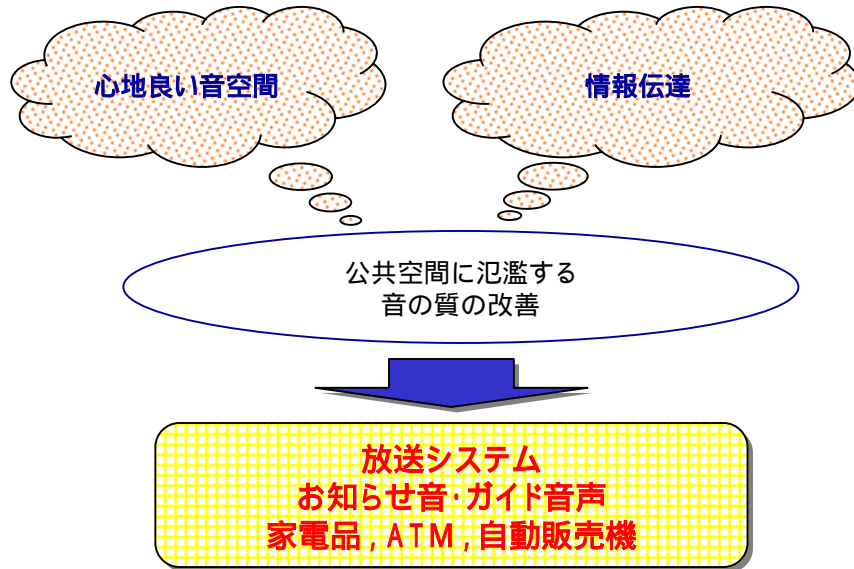 心地良い音空間
情報伝達
公共空間に氾濫する
音の質の改善
放送システム
お知らせ音・ガイド音声
家電品,ATM,自動販売機